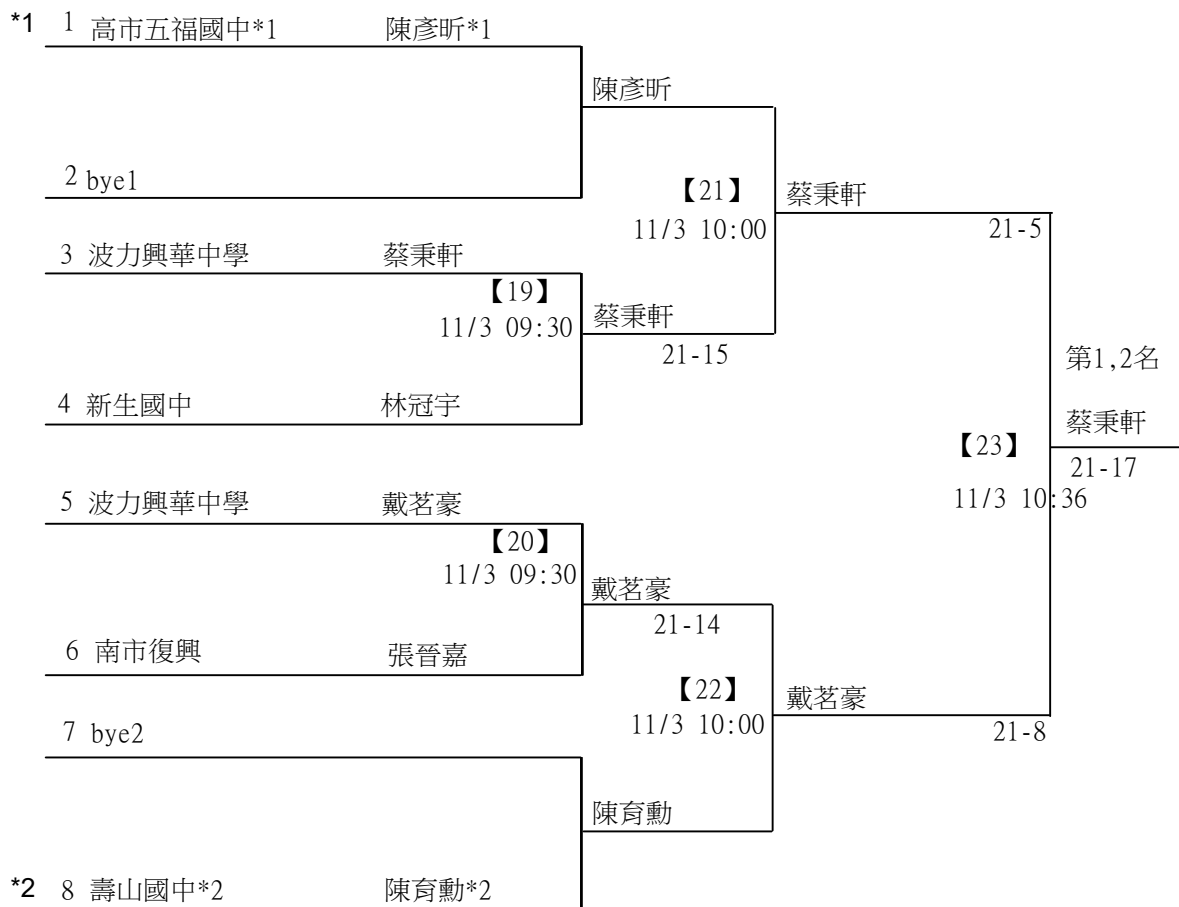 *1 1 高市五福國中*1 陳彥昕*1
陳彥昕
2 bye1
【21】
蔡秉軒
11/3 10:00
21-5
3 波力興華中學 蔡秉軒
【19】
蔡秉軒
11/3 09:30
21-15
第1,2名
4 新生國中 林冠宇
蔡秉軒
【23】
21-17
5 波力興華中學 戴茗豪
11/3 10:36
【20】
11/3 09:30
戴茗豪
21-14
6 南市復興 張晉嘉
【22】
戴茗豪
7 bye2
11/3 10:00
21-8
陳育勳
*2 8 壽山國中*2 陳育勳*2